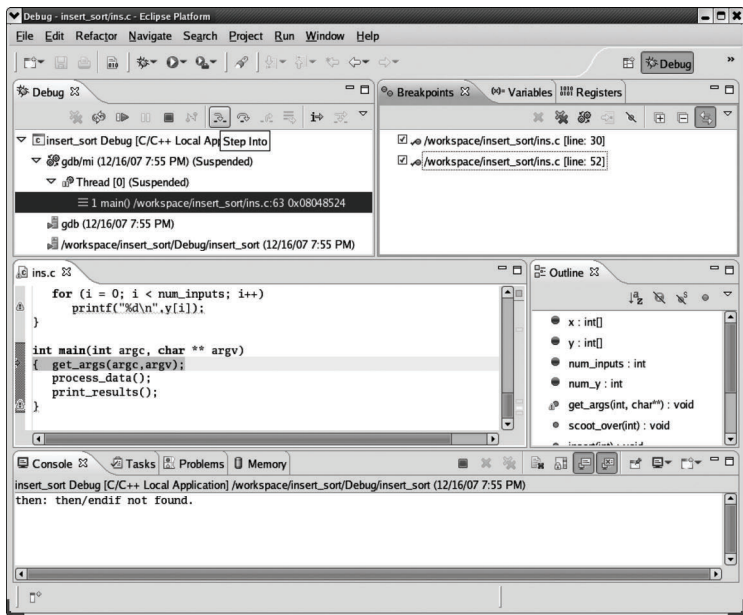 Debug - insert_sort/ins.c - Eclipse Platform
File Edit Refactor Navigate Search Project Run Window Help
Debug
Debug
Breakpoints (x)= Variables 1010 0101 Registers
Step Into
insert_sort Debug [C/C++ Local Ap
gdb/mi (12/16/07 7:55 PM) (Suspended)
Thread [0] (Suspended)
1 main() /workspace/insert_sort/ins.c:63 0x08048524
gdb (12/16/07 7:55 PM)
/workspace/insert_sort/Debug/insert_sort (12/16/07 7:55 PM)
/workspace/insert_sort/ins.c [line: 30]
/workspace/insert_sort/ins.c [line: 52]
ins.c
for (i = 0; i < num_inputs; i++)
printf("%d\n",y[i]);
}
int main(int argc, char ** argv)
{ get_args(argc,argv);
process_data();
print_results();
}
Outline
x : int[]
y : int[]
num_inputs : int
num_y : int
get_args(int, char**) : void
scoot_over(int) : void
Console Tasks Problems Memory
insert_sort Debug [C/C++ Local Application] /workspace/insert_sort/Debug/insert_sort (12/16/07 7:55 PM)
then: then/endif not found.